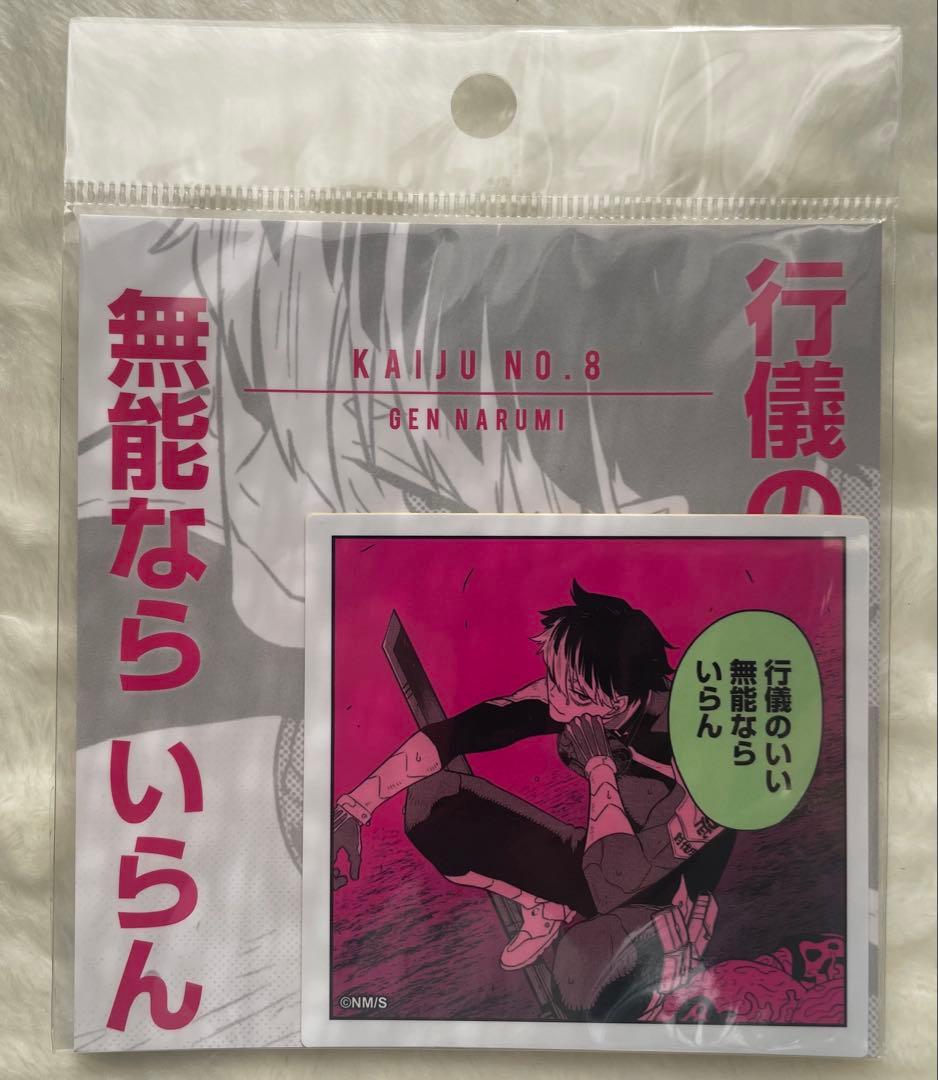 KAIJU NO.8
GEN NARUMI
行儀の
無能なら いらん
行儀のいい
無能なら
いらん
©NM/S